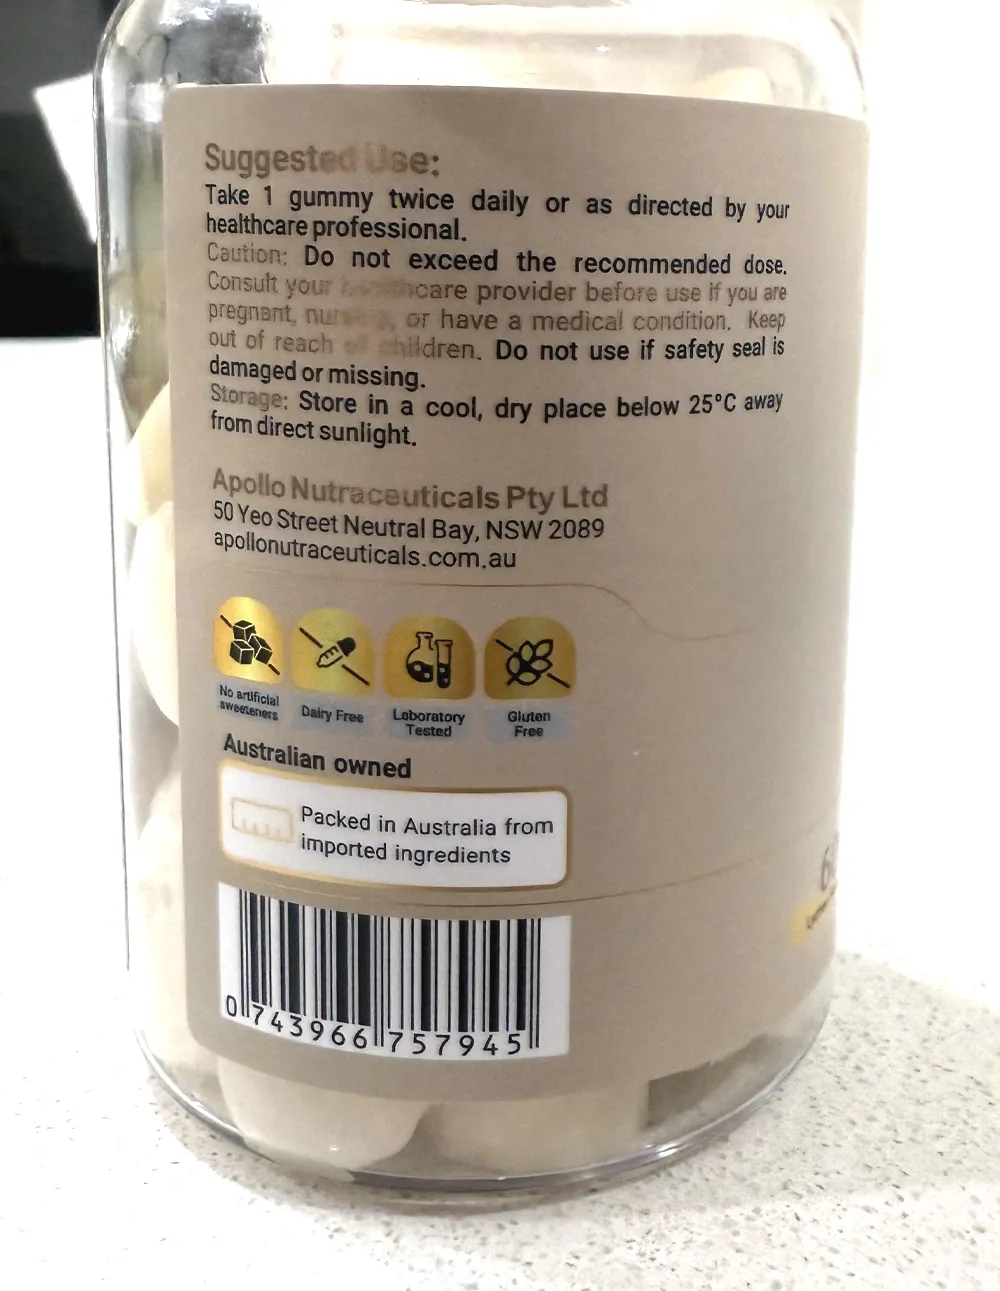 Suggested Use:
Take 1 gummy twice daily or as directed by your
healthcare professional.
Caution: Do not exceed the recommended dose.
Consult your healthcare provider before use if you are
pregnant, nursing, or have a medical condition. Keep
out of reach of children. Do not use if safety seal is
damaged or missing.
Storage: Store in a cool, dry place below 25°C away
from direct sunlight.
Apollo Nutraceuticals Pty Ltd
50 Yeo Street Neutral Bay, NSW 2089
apollonutraceuticals.com.au
No artificial
sweeteners
Dairy Free
Laboratory
Tested
Gluten
Free
Australian owned
Packed in Australia from
imported ingredients
0 743966 757945